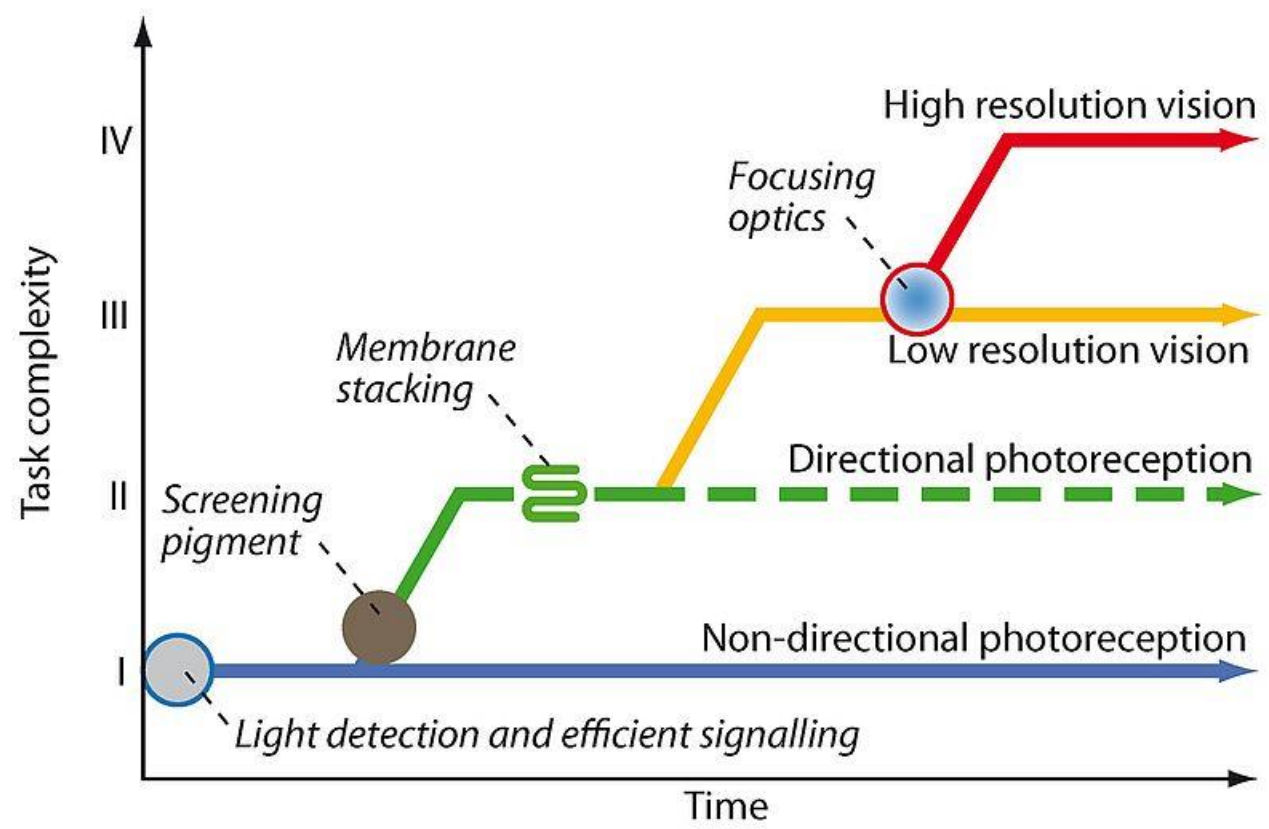 High resolution vision
IV
Focusing
optics
III
Low resolution vision
Membrane
stacking
Directional photoreception
II
Screening
pigment
Non-directional photoreception
I
Light detection and efficient signalling
Task complexity
Time